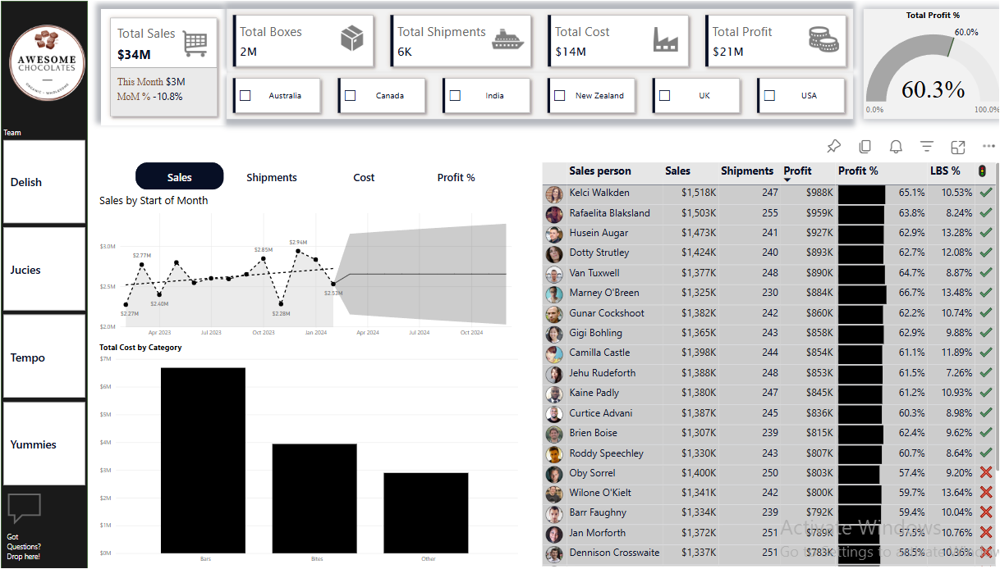 AWESOME
CHOCOLATES
ORGANIC - WHOLESOME
Team
Delish
Jucies
Tempo
Yummies
Got
Questions?
Drop here!
Total Sales
$34M
This Month $3M
MoM % -10.8%
Total Boxes
2M
Total Shipments
6K
Total Cost
$14M
Total Profit
$21M
Australia
Canada
India
New Zealand
UK
USA
Total Profit %
60.0%
60.3%
0.0%
100.0%
Sales Shipments Cost Profit %
Sales by Start of Month
$3.0M
$2.5M
$2.0M
$2.27M
$2.77M
$2.40M
$2.85M
$2.28M
$2.94M
$2.53M
Apr 2023 Jul 2023 Oct 2023 Jan 2024 Apr 2024 Jul 2024 Oct 2024
Total Cost by Category
$7M
$6M
$5M
$4M
$3M
$2M
$1M
$0M
Bars Bites Other
Sales person Sales Shipments Profit Profit % LBS %
Kelci Walkden $1,518K 247 $988K 65.1% 10.53%
Rafaelita Blaksland $1,503K 255 $959K 63.8% 8.24%
Husein Augar $1,473K 241 $927K 62.9% 13.28%
Dotty Strutley $1,424K 240 $893K 62.7% 12.08%
Van Tuxwell $1,377K 248 $890K 64.7% 8.87%
Marney O'Breen $1,325K 230 $884K 66.7% 13.48%
Gunar Cockshoot $1,382K 242 $860K 62.2% 10.74%
Gigi Bohling $1,365K 243 $858K 62.9% 9.88%
Camilla Castle $1,398K 244 $854K 61.1% 11.89%
Jehu Rudeforth $1,388K 248 $853K 61.5% 7.26%
Kaine Padly $1,380K 247 $845K 61.2% 10.93%
Curtice Advani $1,387K 245 $836K 60.3% 8.98%
Brien Boise $1,307K 239 $815K 62.4% 9.62%
Roddy Speechley $1,330K 243 $807K 60.7% 8.64%
Oby Sorrel $1,400K 250 $803K 57.4% 9.20%
Wilone O'Kielt $1,341K 242 $800K 59.7% 13.64%
Barr Faughny $1,334K 239 $792K 59.4% 10.04%
Jan Morforth $1,372K 251 $789K 57.5% 10.76%
Dennison Crosswaite $1,337K 251 $783K 58.5% 10.36%
Activate Windows
Go to Settings to activate Windows